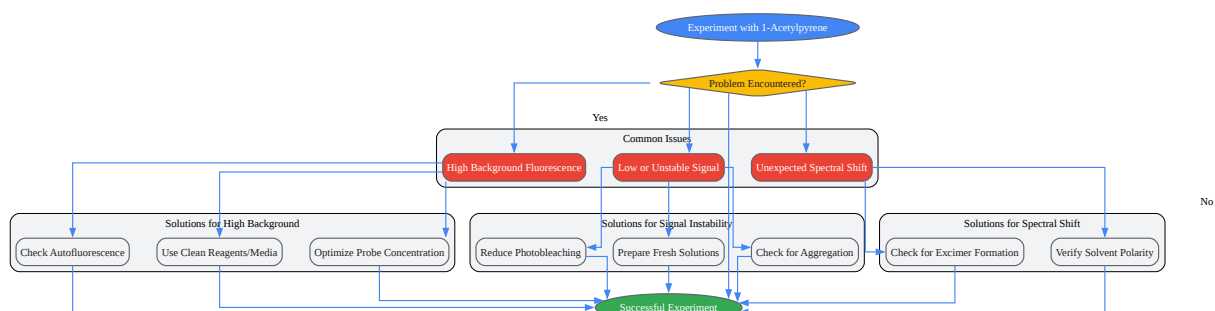 Experiment with 1-Acetylpyrene
Problem Encountered?
Yes
Common Issues
High Background Fluorescence
Low or Unstable Signal
Unexpected Spectral Shift
No
Solutions for High Background
Solutions for Signal Instability
Solutions for Spectral Shift
Check Autofluorescence
Use Clean Reagents/Media
Optimize Probe Concentration
Reduce Photobleaching
Prepare Fresh Solutions
Check for Aggregation
Check for Excimer Formation
Verify Solvent Polarity
Successful Experiment